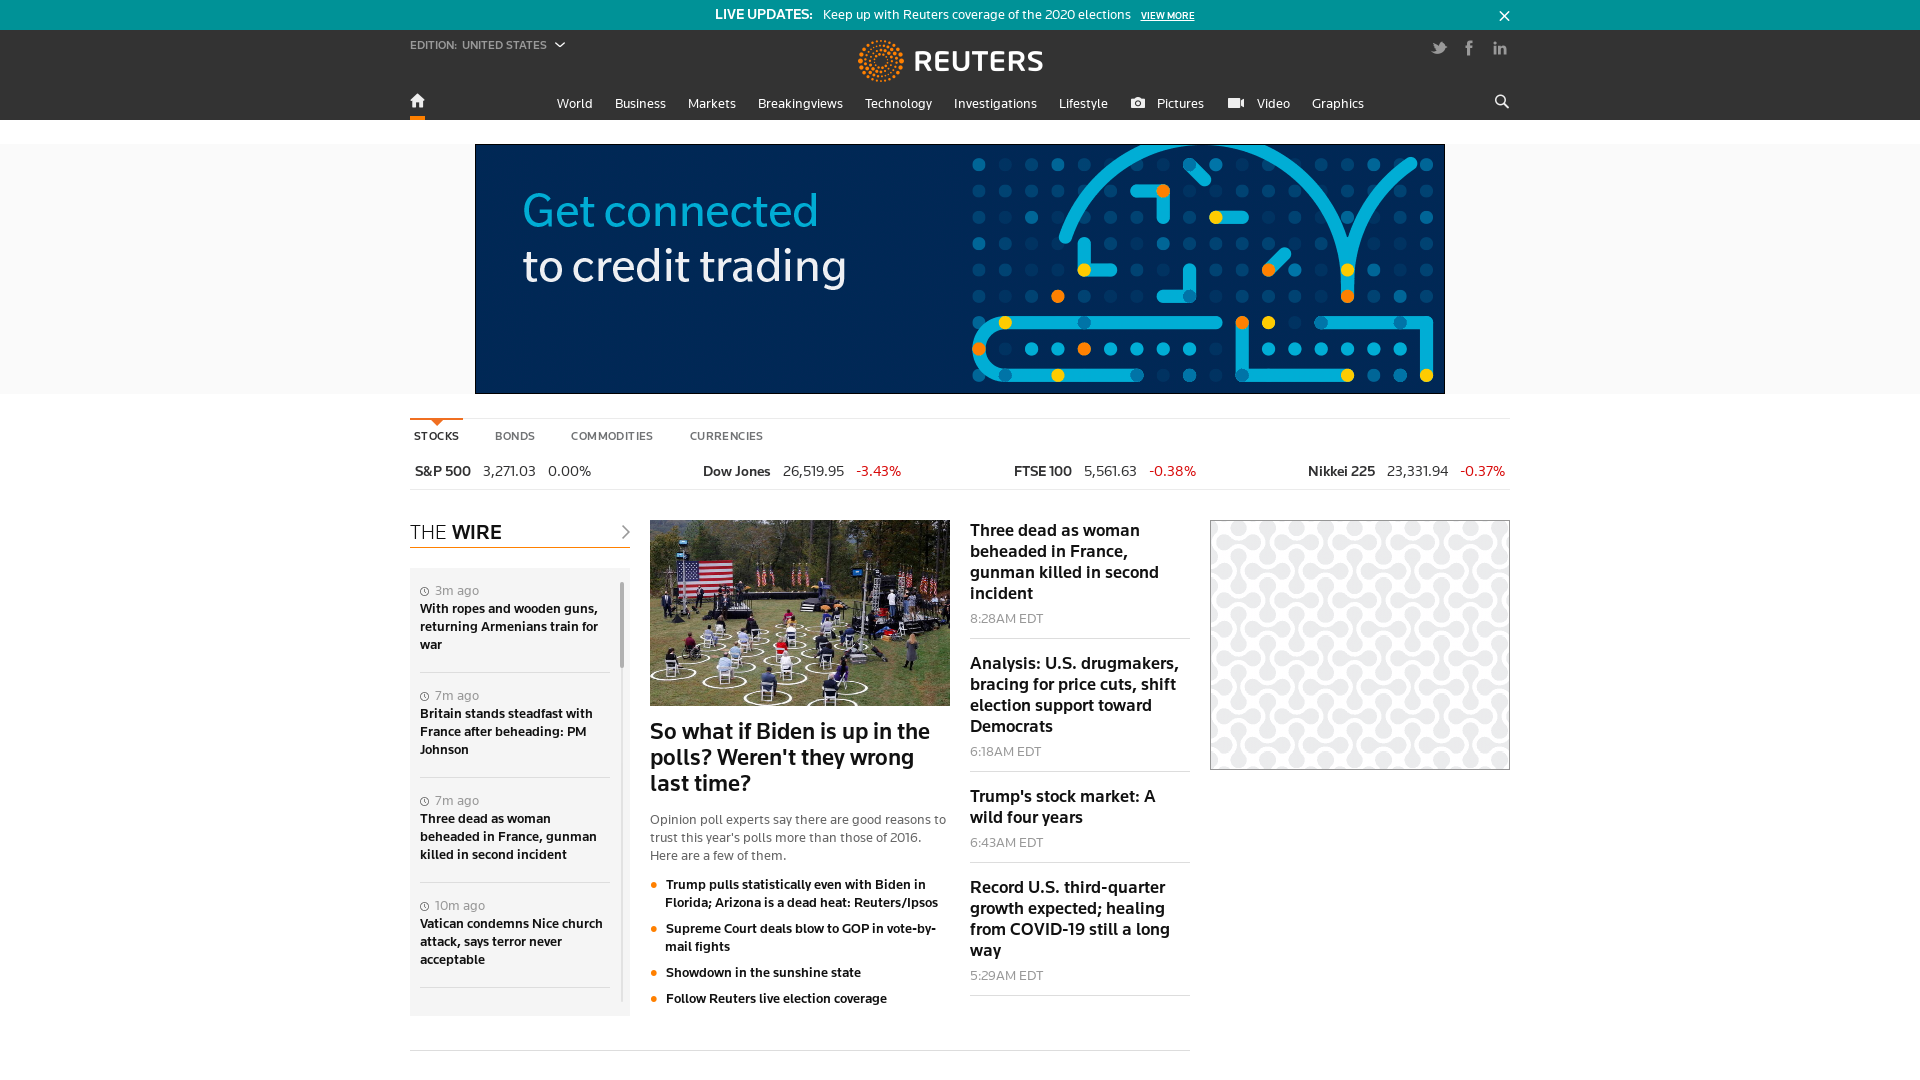 LIVE UPDATES: Keep up with Reuters coverage of the 2020 elections VIEW MORE
EDITION: UNITED STATES
REUTERS
World Business Markets Breakingviews Technology Investigations Lifestyle Pictures Video Graphics
Get connected
to credit trading
STOCKS BONDS COMMODITIES CURRENCIES
S&P 500 3,271.03 0.00% Dow Jones 26,519.95 -3.43% FTSE 100 5,561.63 -0.38% Nikkei 225 23,331.94 -0.37%
THE WIRE
3m ago
With ropes and wooden guns,
returning Armenians train for
war
7m ago
Britain stands steadfast with
France after beheading: PM
Johnson
7m ago
Three dead as woman
beheaded in France, gunman
killed in second incident
10m ago
Vatican condemns Nice church
attack, says terror never
acceptable
So what if Biden is up in the
polls? Weren't they wrong
last time?
Opinion poll experts say there are good reasons to
trust this year's polls more than those of 2016.
Here are a few of them.
Trump pulls statistically even with Biden in
Florida; Arizona is a dead heat: Reuters/Ipsos
Supreme Court deals blow to GOP in vote-by-
mail fights
Showdown in the sunshine state
Follow Reuters live election coverage
Three dead as woman
beheaded in France,
gunman killed in second
incident
8:28AM EDT
Analysis: U.S. drugmakers,
bracing for price cuts, shift
election support toward
Democrats
6:18AM EDT
Trump's stock market: A
wild four years
6:43AM EDT
Record U.S. third-quarter
growth expected; healing
from COVID-19 still a long
way
5:29AM EDT